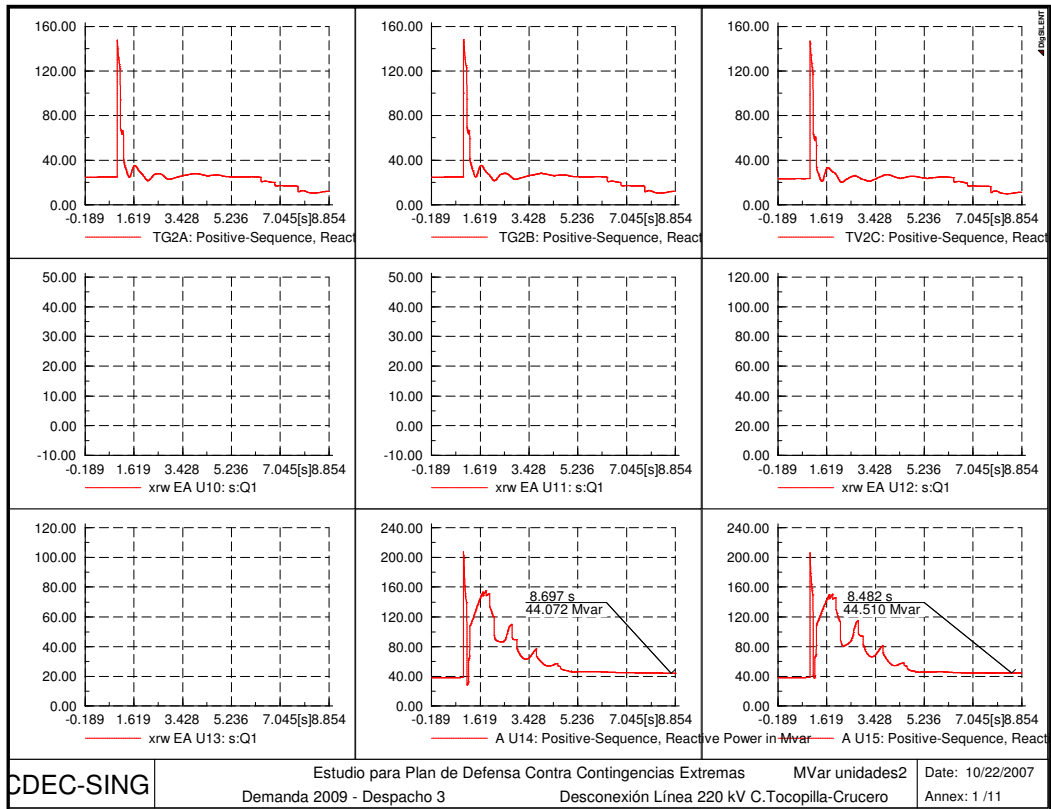 DIgSILENT
160.00 160.00 160.00
120.00 120.00 120.00
80.00 80.00 80.00
40.00 40.00 40.00
0.00 0.00 0.00
-0.189 1.619 3.428 5.236 7.045 [s] 8.854 -0.189 1.619 3.428 5.236 7.045 [s] 8.854 -0.189 1.619 3.428 5.236 7.045 [s] 8.854
TG2A: Positive-Sequence, React TG2B: Positive-Sequence, React TV2C: Positive-Sequence, React
50.00 50.00 120.00
40.00 40.00 100.00
30.00 30.00 80.00
20.00 20.00 60.00
10.00 10.00 40.00
0.00 0.00 20.00
-10.00 -10.00 0.00
-0.189 1.619 3.428 5.236 7.045 [s] 8.854 -0.189 1.619 3.428 5.236 7.045 [s] 8.854 -0.189 1.619 3.428 5.236 7.045 [s] 8.854
xrw EA U10: s:Q1 xrw EA U11: s:Q1 xrw EA U12: s:Q1
120.00 240.00 240.00
100.00 200.00 200.00
80.00 160.00 160.00
8.697 s 8.482 s
44.072 Mvar 44.510 Mvar
60.00 120.00 120.00
40.00 80.00 80.00
20.00 40.00 40.00
0.00 0.00 0.00
-0.189 1.619 3.428 5.236 7.045 [s] 8.854 -0.189 1.619 3.428 5.236 7.045 [s] 8.854 -0.189 1.619 3.428 5.236 7.045 [s] 8.854
xrw EA U13: s:Q1 A U14: Positive-Sequence, Reactive Power in Mvar A U15: Positive-Sequence, React
CDEC-SING
Estudio para Plan de Defensa Contra Contingencias Extremas MVar unidades2 Date: 10/22/2007
Demanda 2009 - Despacho 3 Desconexión Línea 220 kV C.Tocopilla-Crucero Annex: 1 /11